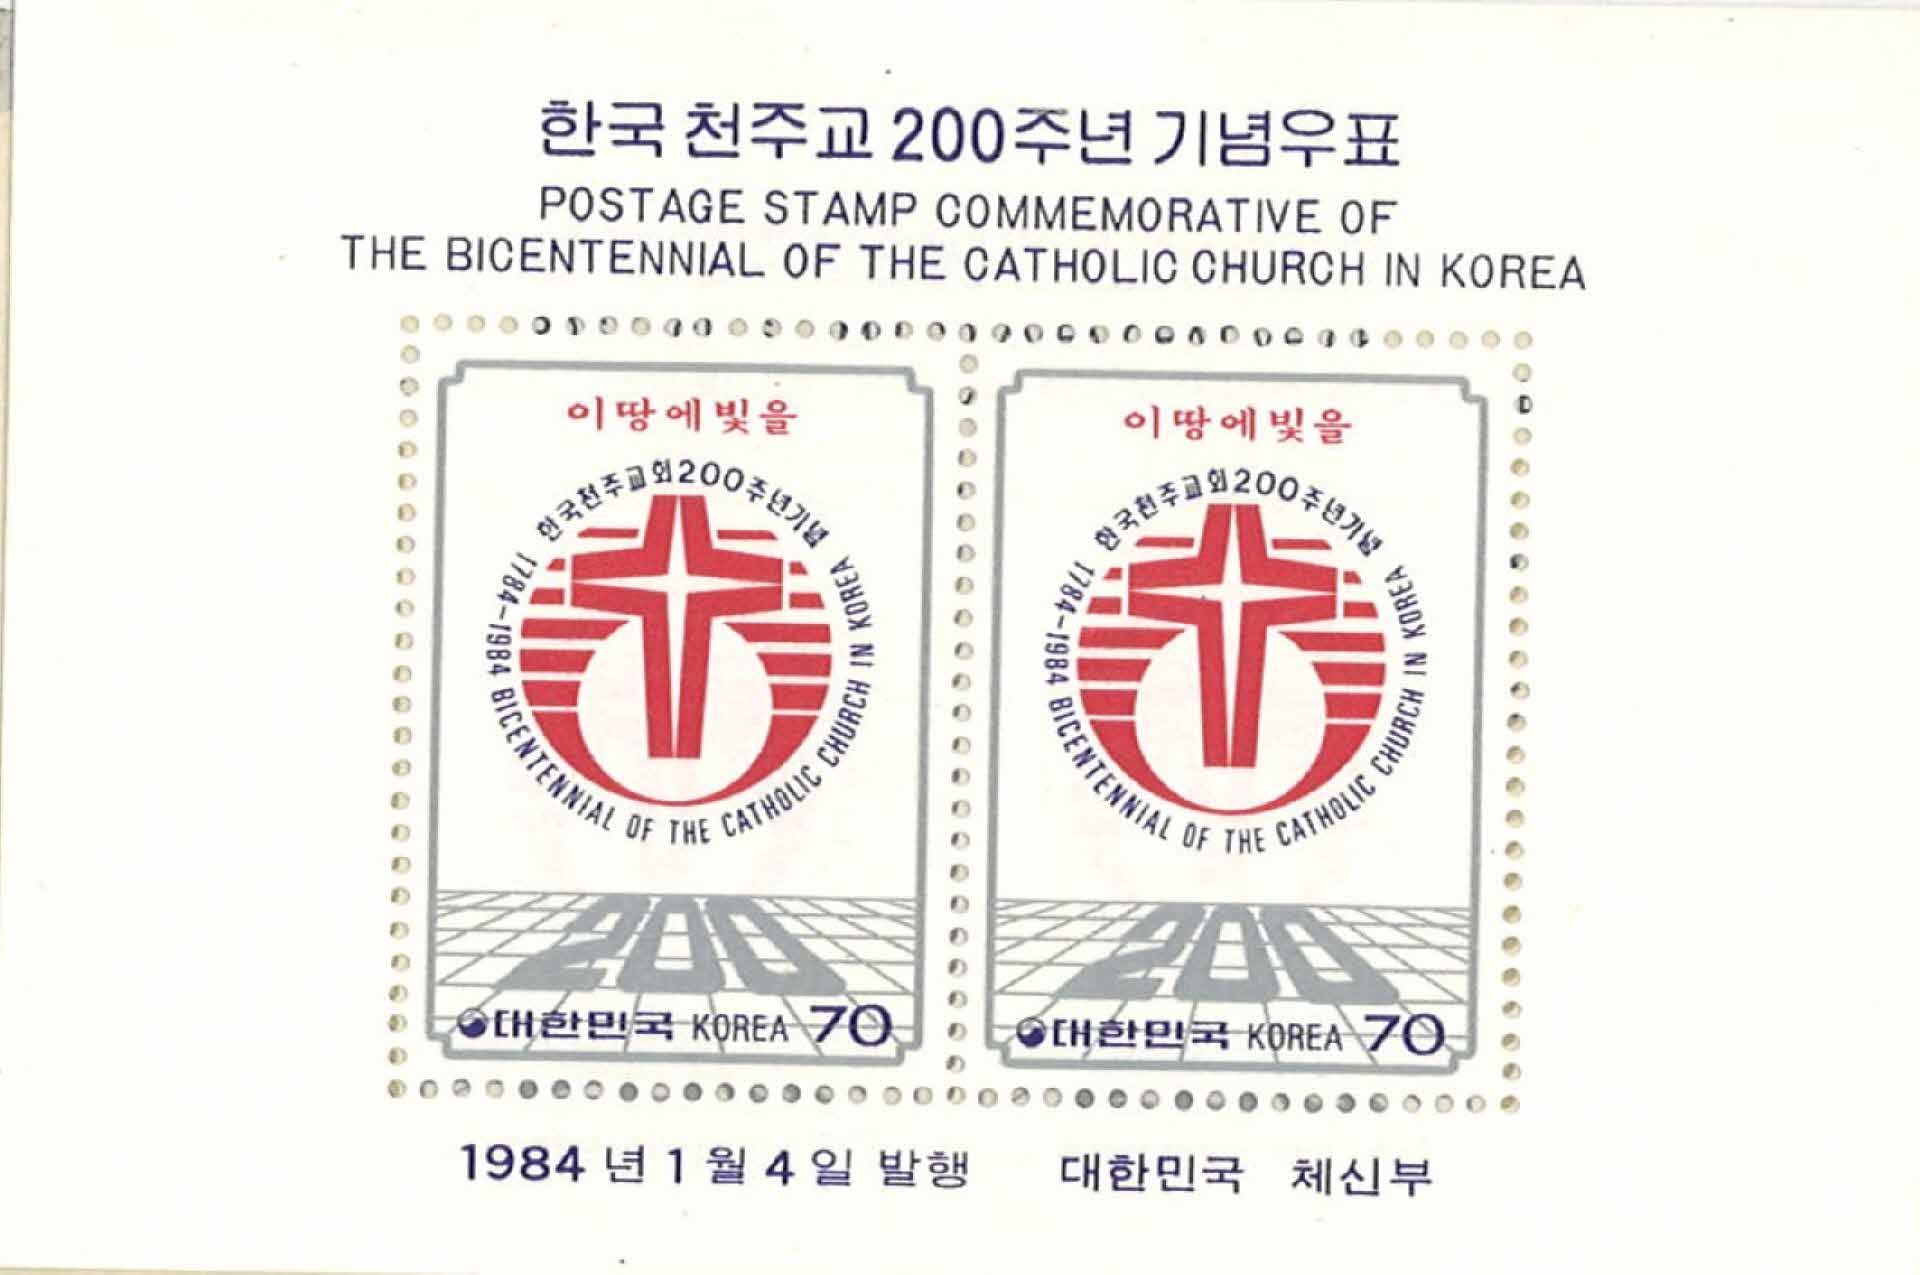 한국 천주교 200주년 기념우표
POSTAGE STAMP COMMEMORATIVE OF
THE BICENTENNIAL OF THE CATHOLIC CHURCH IN KOREA
이 땅에 빛을
한국천주교회200주년기념
1784-1984 BICENTENNIAL OF THE CATHOLIC CHURCH IN KOREA
200
대한민국 KOREA 70
이 땅에 빛을
한국천주교회200주년기념
1784-1984 BICENTENNIAL OF THE CATHOLIC CHURCH IN KOREA
200
대한민국 KOREA 70
1984년 1월 4일 발행 대한민국 체신부